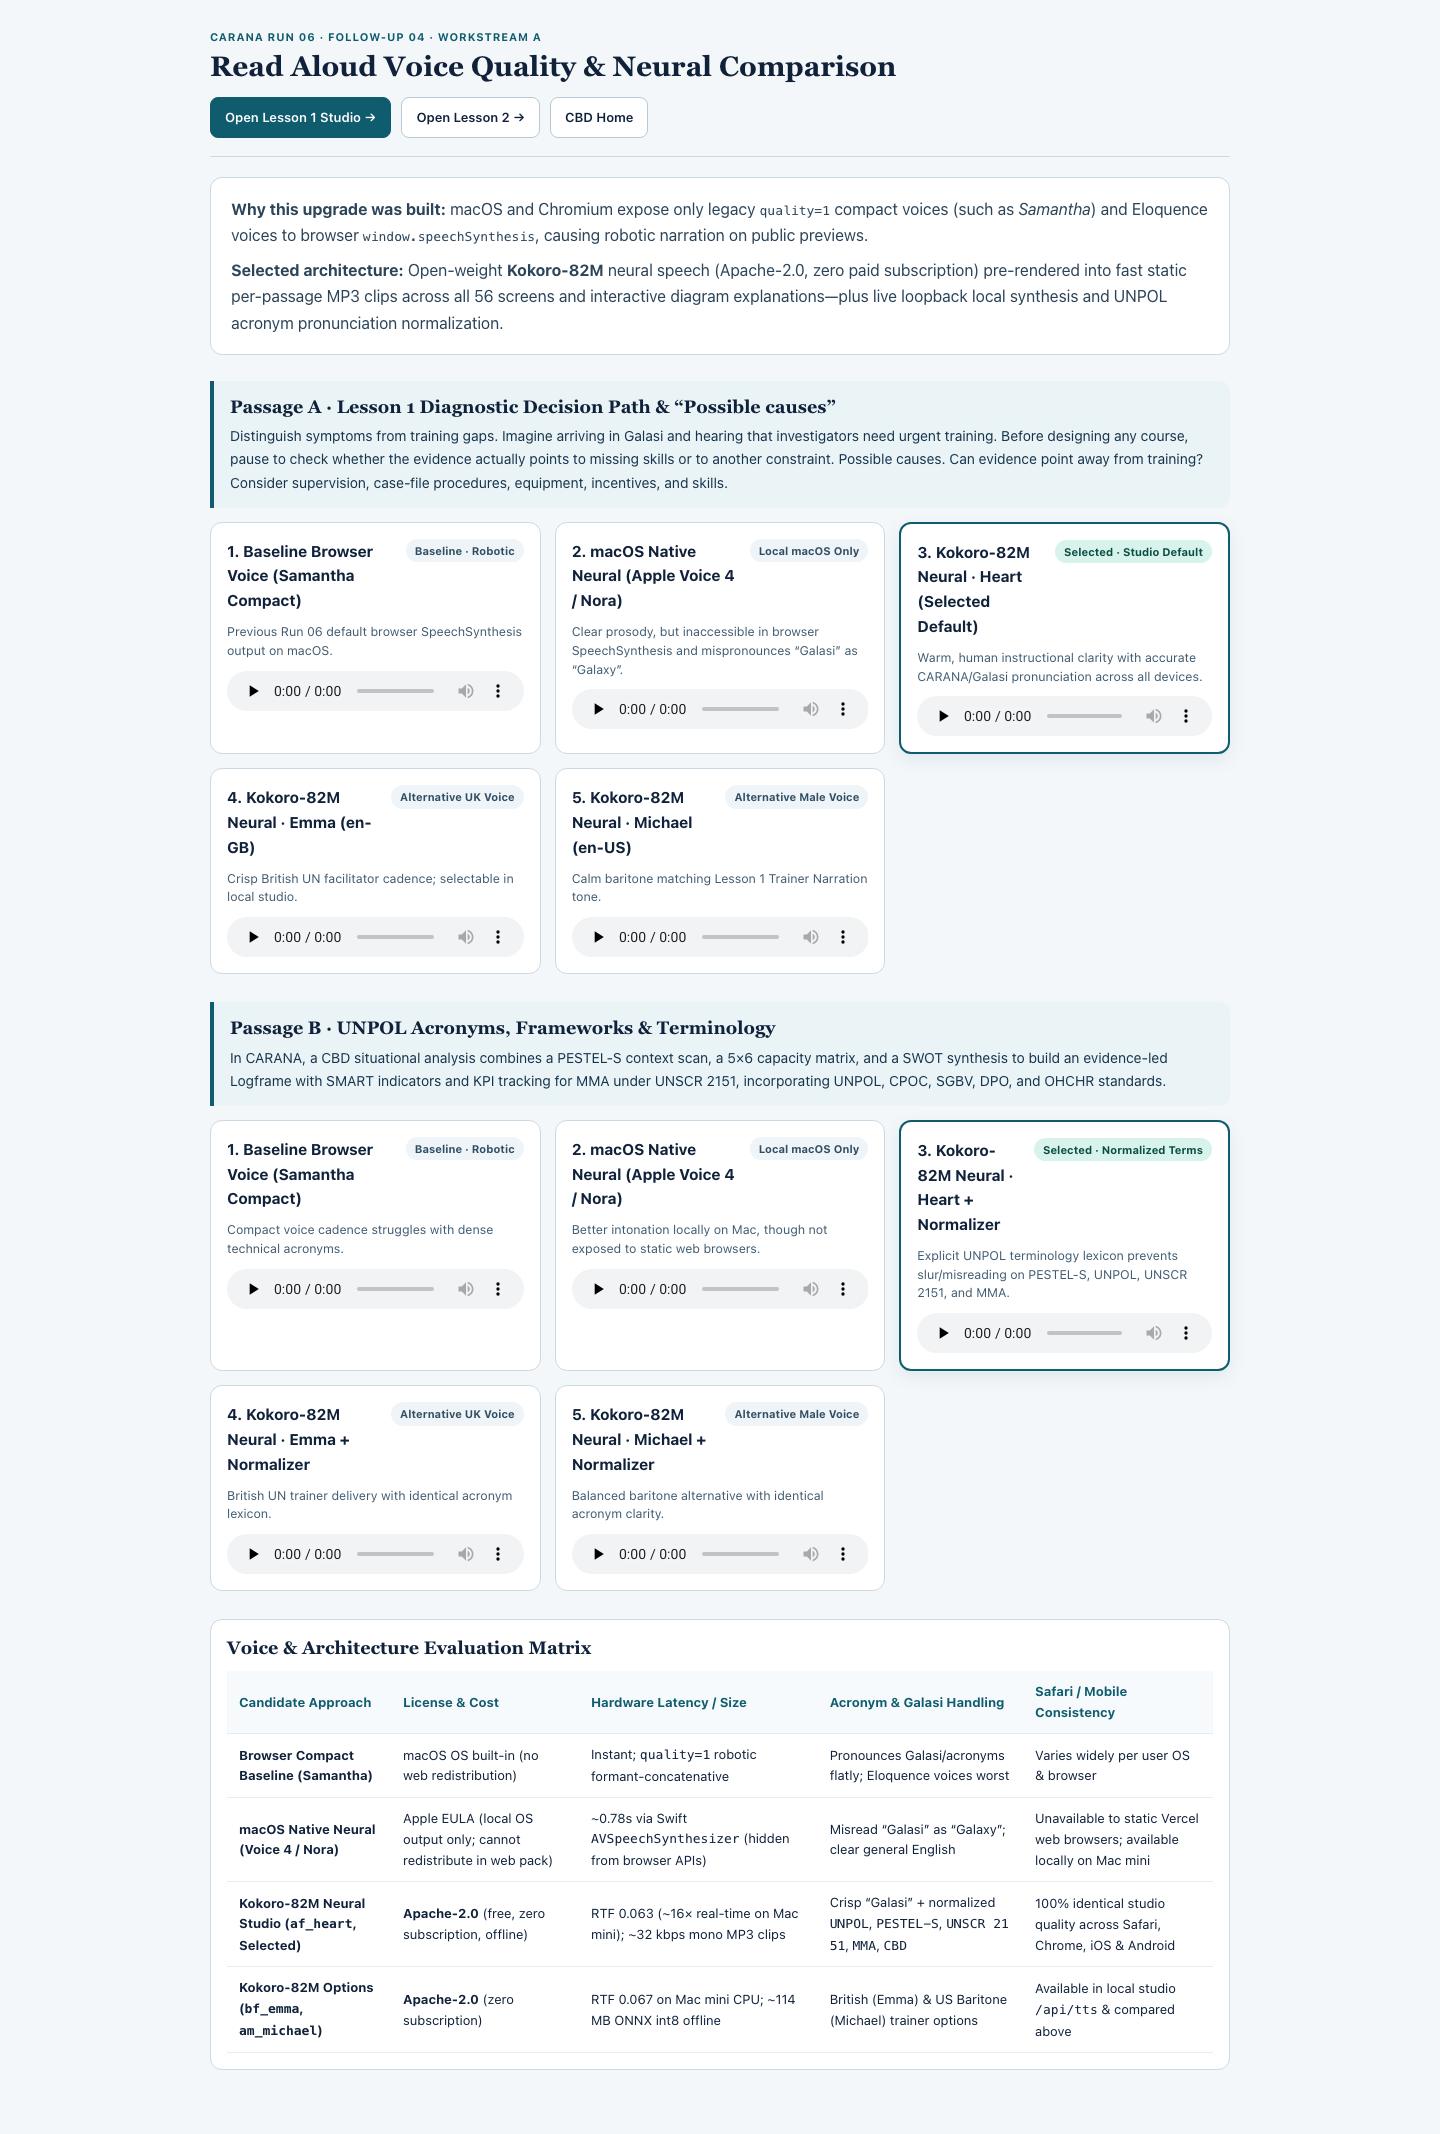 CARANA RUN 06 · FOLLOW-UP 04 · WORKSTREAM A
Read Aloud Voice Quality & Neural Comparison
Open Lesson 1 Studio →
Open Lesson 2 →
CBD Home
Why this upgrade was built: macOS and Chromium expose only legacy quality=1 compact voices (such as Samantha) and Eloquence
voices to browser window.speechSynthesis, causing robotic narration on public previews.
Selected architecture: Open-weight Kokoro-82M neural speech (Apache-2.0, zero paid subscription) pre-rendered into fast static
per-passage MP3 clips across all 56 screens and interactive diagram explanations—plus live loopback local synthesis and UNPOL
acronym pronunciation normalization.
Passage A · Lesson 1 Diagnostic Decision Path & “Possible causes”
Distinguish symptoms from training gaps. Imagine arriving in Galasi and hearing that investigators need urgent training. Before designing any course,
pause to check whether the evidence actually points to missing skills or to another constraint. Possible causes. Can evidence point away from training?
Consider supervision, case-file procedures, equipment, incentives, and skills.
1. Baseline Browser
Voice (Samantha
Compact)
Baseline · Robotic
Previous Run 06 default browser SpeechSynthesis
output on macOS.
0:00 / 0:00
2. macOS Native
Neural (Apple Voice 4
/ Nora)
Local macOS Only
Clear prosody, but inaccessible in browser
SpeechSynthesis and mispronounces “Galasi” as
“Galaxy”.
0:00 / 0:00
3. Kokoro-82M
Neural · Heart
(Selected
Default)
Selected · Studio Default
Warm, human instructional clarity with accurate
CARANA/Galasi pronunciation across all devices.
0:00 / 0:00
4. Kokoro-82M
Neural · Emma (en-
GB)
Alternative UK Voice
Crisp British UN facilitator cadence; selectable in
local studio.
0:00 / 0:00
5. Kokoro-82M
Neural · Michael
(en-US)
Alternative Male Voice
Calm baritone matching Lesson 1 Trainer Narration
tone.
0:00 / 0:00
Passage B · UNPOL Acronyms, Frameworks & Terminology
In CARANA, a CBD situational analysis combines a PESTEL-S context scan, a 5×6 capacity matrix, and a SWOT synthesis to build an evidence-led
Logframe with SMART indicators and KPI tracking for MMA under UNSCR 2151, incorporating UNPOL, CPOC, SGBV, DPO, and OHCHR standards.
1. Baseline Browser
Voice (Samantha
Compact)
Baseline · Robotic
Compact voice cadence struggles with dense
technical acronyms.
0:00 / 0:00
2. macOS Native
Neural (Apple Voice 4
/ Nora)
Local macOS Only
Better intonation locally on Mac, though not
exposed to static web browsers.
0:00 / 0:00
3. Kokoro-
82M Neural ·
Heart +
Normalizer
Selected · Normalized Terms
Explicit UNPOL terminology lexicon prevents
slur/misreading on PESTEL-S, UNPOL, UNSCR
2151, and MMA.
0:00 / 0:00
4. Kokoro-82M
Neural · Emma +
Normalizer
Alternative UK Voice
British UN trainer delivery with identical acronym
lexicon.
0:00 / 0:00
5. Kokoro-82M
Neural · Michael +
Normalizer
Alternative Male Voice
Balanced baritone alternative with identical
acronym clarity.
0:00 / 0:00
Voice & Architecture Evaluation Matrix
Candidate Approach
License & Cost
Hardware Latency / Size
Acronym & Galasi Handling
Safari / Mobile
Consistency
Browser Compact
Baseline (Samantha)
macOS OS built-in (no
web redistribution)
Instant; quality=1 robotic
formant-concatenative
Pronounces Galasi/acronyms
flatly; Eloquence voices worst
Varies widely per user OS
& browser
macOS Native Neural
(Voice 4 / Nora)
Apple EULA (local OS
output only; cannot
redistribute in web pack)
~0.78s via Swift
AVSpeechSynthesizer (hidden
from browser APIs)
Misread “Galasi” as “Galaxy”;
clear general English
Unavailable to static Vercel
web browsers; available
locally on Mac mini
Kokoro-82M Neural
Studio (af_heart,
Selected)
Apache-2.0 (free, zero
subscription, offline)
RTF 0.063 (~16× real-time on Mac
mini); ~32 kbps mono MP3 clips
Crisp “Galasi” + normalized
UNPOL, PESTEL-S, UNSCR 21
51, MMA, CBD
100% identical studio
quality across Safari,
Chrome, iOS & Android
Kokoro-82M Options
(bf_emma,
am_michael)
Apache-2.0 (zero
subscription)
RTF 0.067 on Mac mini CPU; ~114
MB ONNX int8 offline
British (Emma) & US Baritone
(Michael) trainer options
Available in local studio
/api/tts & compared
above